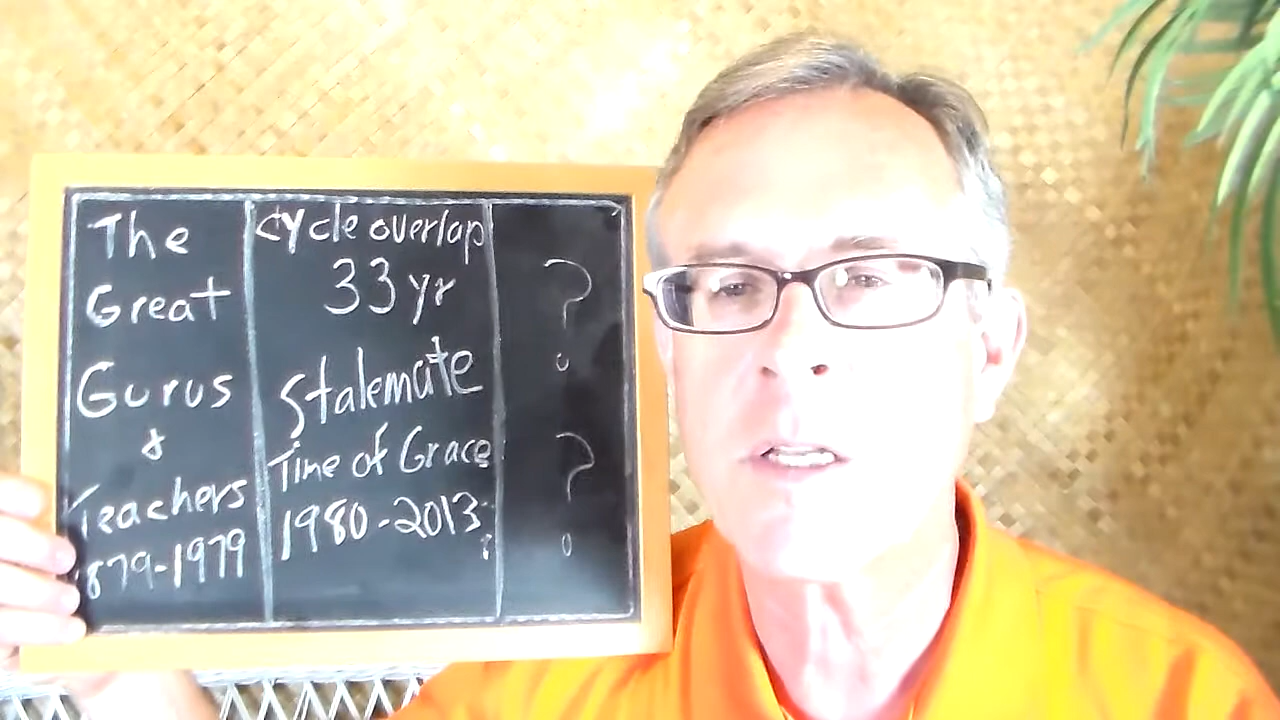 The
Great
Gurus
&
Teachers
879-1979
Cycle overlap
33 yr
Stalemate
Time of Grace
1980-2013
?
?
?